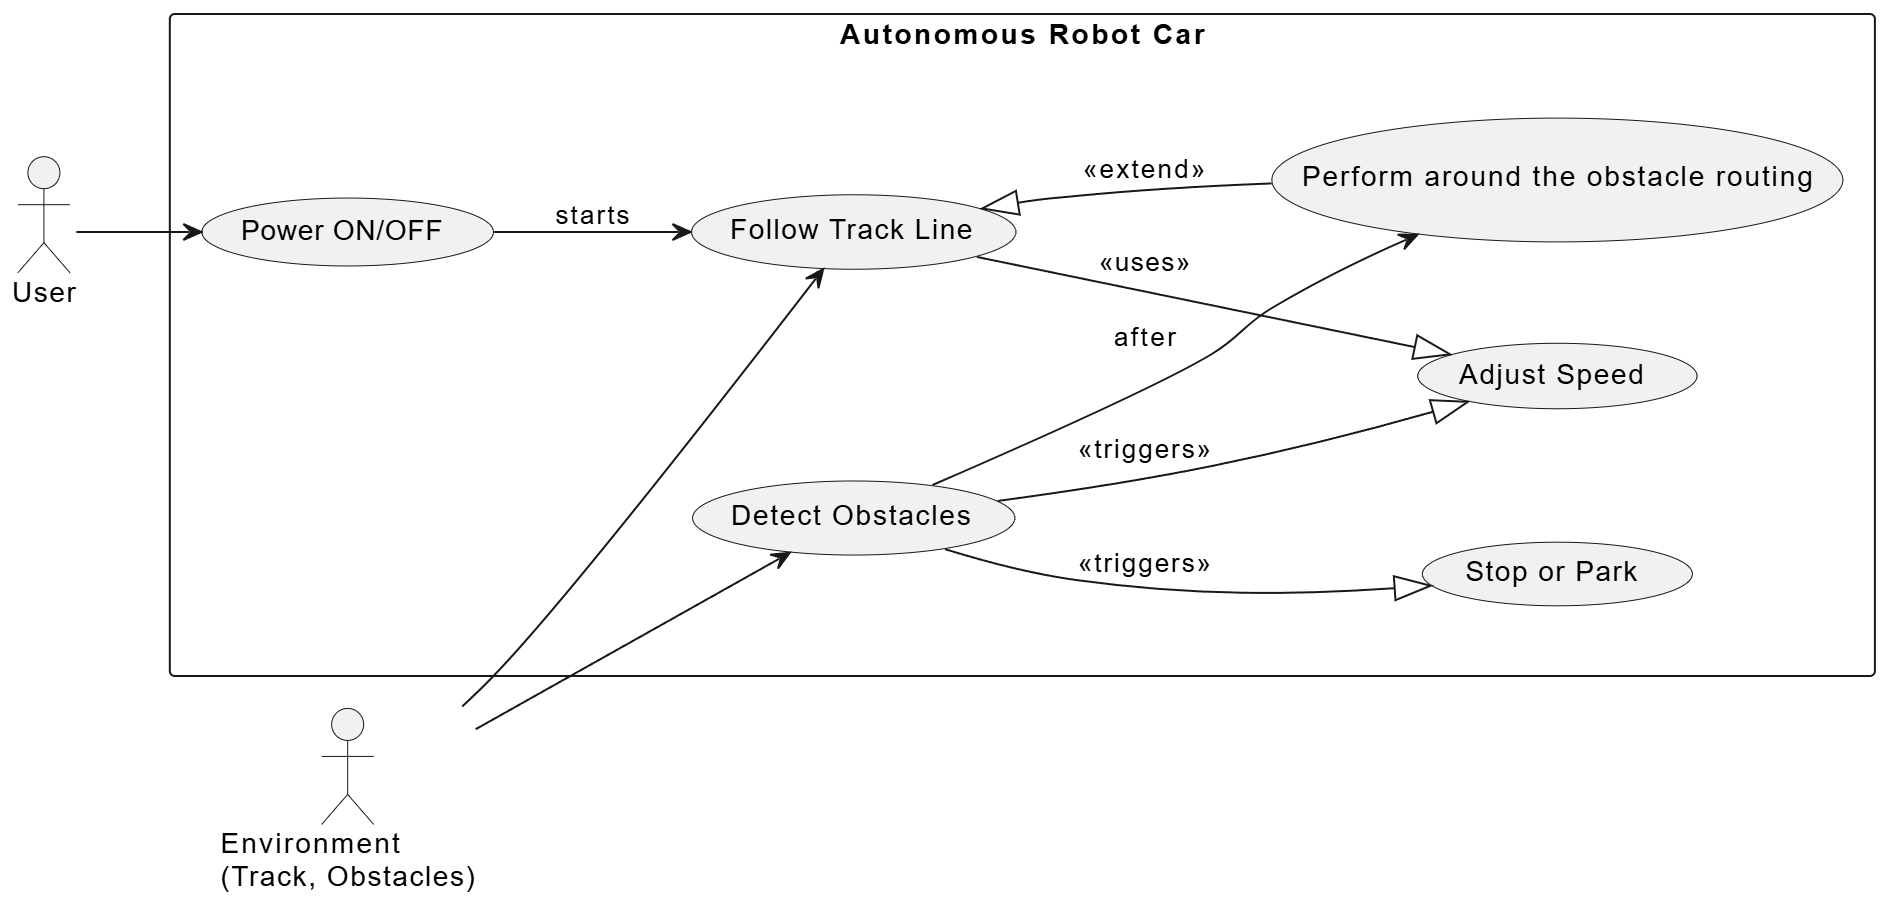 Autonomous Robot Car
User
Power ON/OFF
starts
Follow Track Line
«extend»
Perform around the obstacle routing
«uses»
after
Adjust Speed
«triggers»
Detect Obstacles
«triggers»
Stop or Park
Environment
(Track, Obstacles)